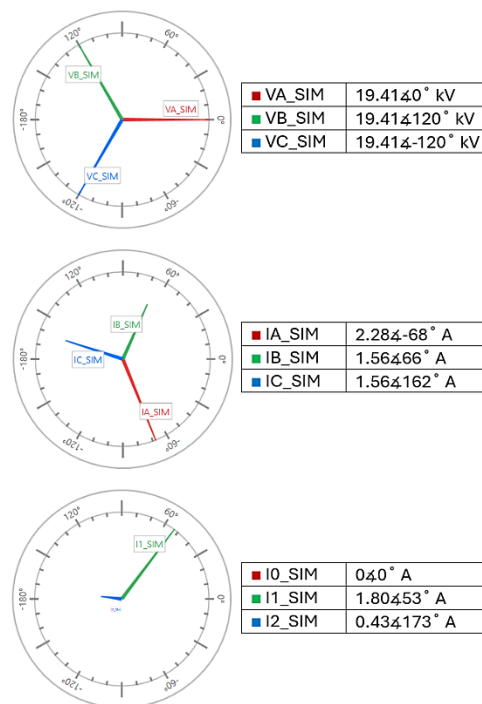 120°
60°
-180°
0°
-120°
-60°
VB_SIM
VA_SIM
VC_SIM
VA_SIM 19.41∡0° kV
VB_SIM 19.41∡120° kV
VC_SIM 19.41∡-120° kV
120°
60°
-180°
0°
-120°
-60°
IB_SIM
IC_SIM
IA_SIM
IA_SIM 2.28∡-68° A
IB_SIM 1.56∡66° A
IC_SIM 1.56∡162° A
120°
60°
-180°
0°
-120°
-60°
I1_SIM
I0_SIM 0∡0° A
I1_SIM 1.80∡53° A
I2_SIM 0.43∡173° A